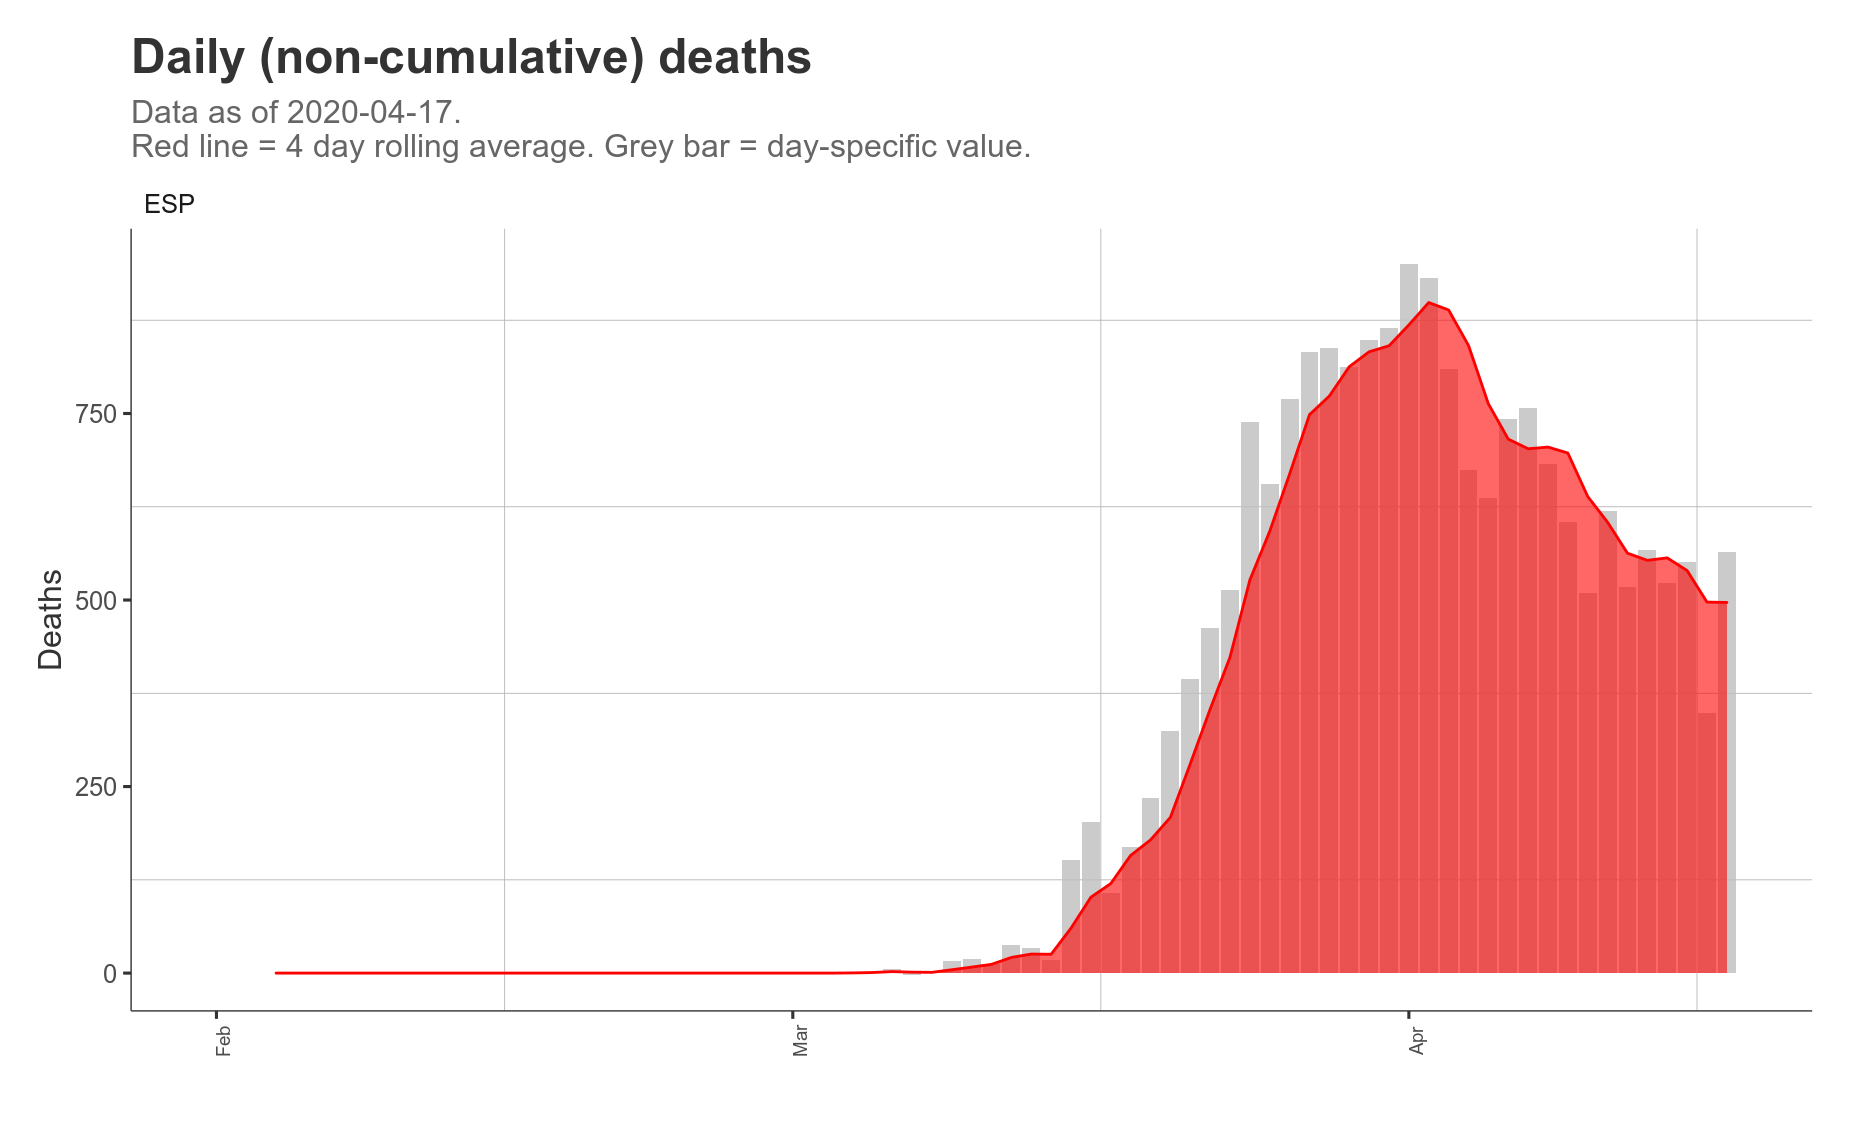 Daily (non-cumulative) deaths
Data as of 2020-04-17.
Red line = 4 day rolling average. Grey bar = day-specific value.
ESP
Deaths
750
500
250
0
Feb
Mar
Apr